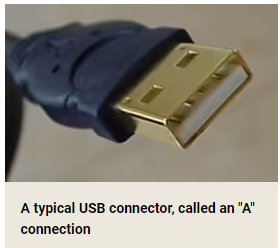 A typical USB connector, called an "A"
connection